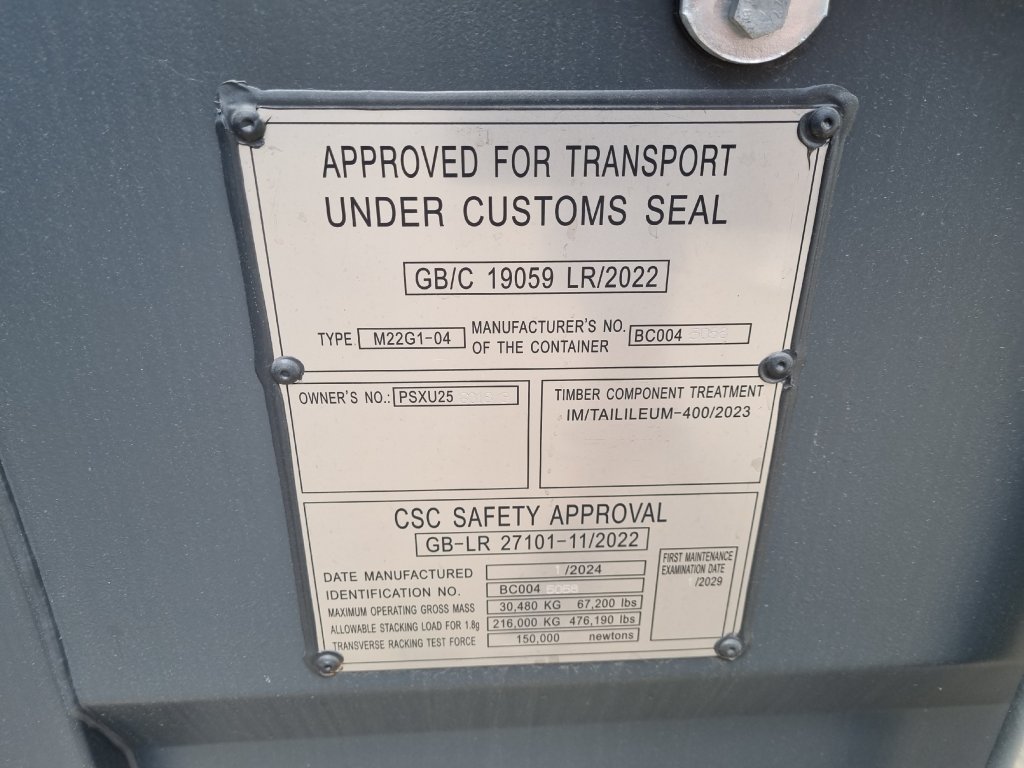 APPROVED FOR TRANSPORT
UNDER CUSTOMS SEAL
GB/C 19059 LR/2022
TYPE M22G1-04 MANUFACTURER'S NO. OF THE CONTAINER BC004
OWNER'S NO.: PSXU25
TIMBER COMPONENT TREATMENT
IM/TAILILEUM-400/2023
CSC SAFETY APPROVAL
GB-LR 27101-11/2022
DATE MANUFACTURED 1/2024
IDENTIFICATION NO. BC004
MAXIMUM OPERATING GROSS MASS 30,480 KG 67,200 lbs
ALLOWABLE STACKING LOAD FOR 1.8g 216,000 KG 476,190 lbs
TRANSVERSE RACKING TEST FORCE 150,000 newtons
FIRST MAINTENANCE
EXAMINATION DATE
/2029